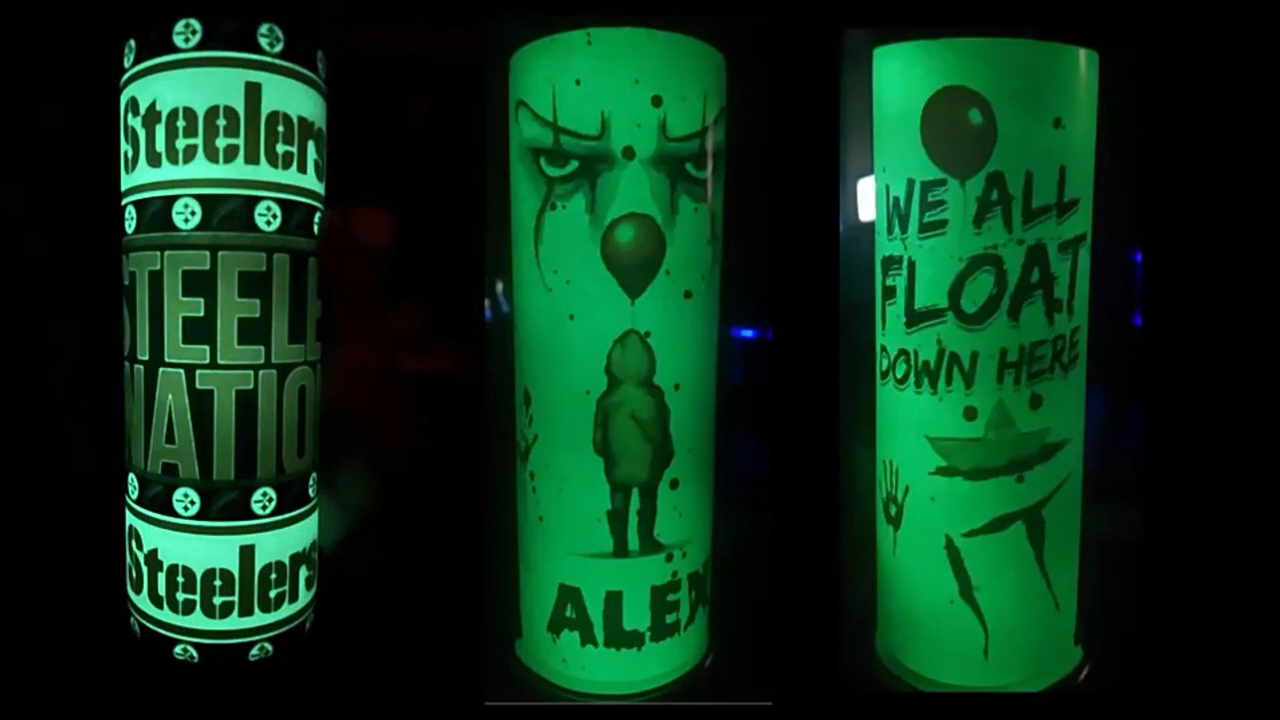 Steelers
STEELE
NATIO
Steelers
ALEX
WE ALL
FLOAT
DOWN HERE
IT